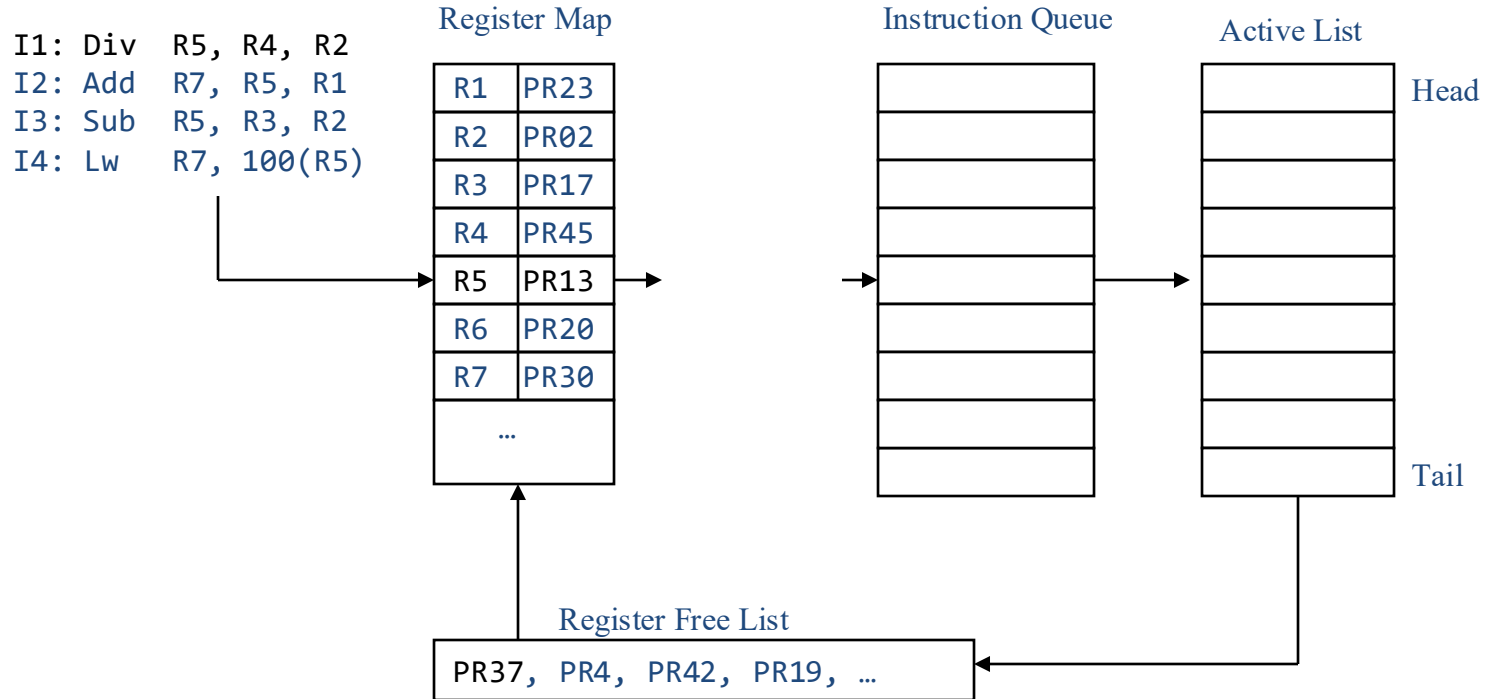 Register Map
Instruction Queue
Active List
I1: Div R5, R4, R2
I2: Add R7, R5, R1
I3: Sub R5, R3, R2
I4: Lw R7, 100(R5)
R1 PR23
R2 PR02
R3 PR17
R4 PR45
R5 PR13
R6 PR20
R7 PR30
…
Head
Tail
Register Free List
PR37, PR4, PR42, PR19, …